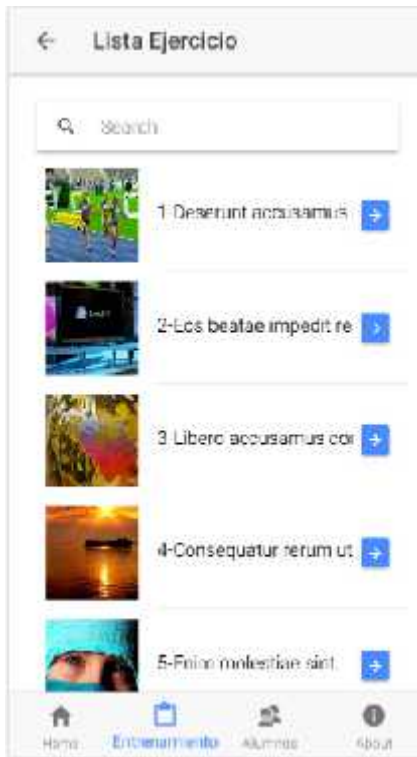 Lista Ejercicio
Search
1-Deserunt accusamus
2-Eos beatae impedit re
3-Libero accusamus cor
4-Consequatur rerum ut
5-Enim molestiae sint.
Home Entrenamiento Alumnos About